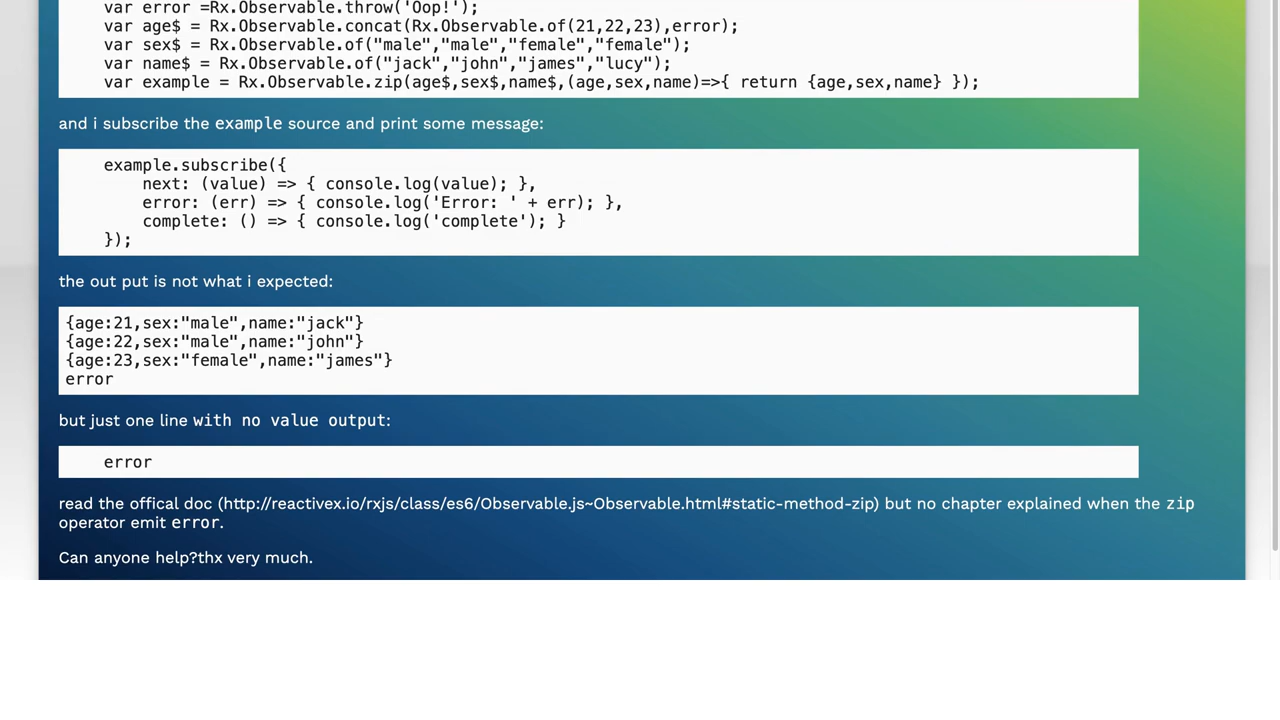 var error =Rx.Observable.throw('Oop!');
var age$ = Rx.Observable.concat(Rx.Observable.of(21,22,23),error);
var sex$ = Rx.Observable.of("male","male","female","female");
var name$ = Rx.Observable.of("jack","john","james","lucy");
var example = Rx.Observable.zip(age$,sex$,name$,(age,sex,name)=>{ return {age,sex,name} });
and i subscribe the example source and print some message:
example.subscribe({
next: (value) => { console.log(value); },
error: (err) => { console.log('Error: ' + err); },
complete: () => { console.log('complete'); }
});
the out put is not what i expected:
{age:21,sex:"male",name:"jack"}
{age:22,sex:"male",name:"john"}
{age:23,sex:"female",name:"james"}
error
but just one line with no value output:
error
read the offical doc (http://reactivex.io/rxjs/class/es6/Observable.js~Observable.html#static-method-zip) but no chapter explained when the zip
operator emit error.
Can anyone help?thx very much.